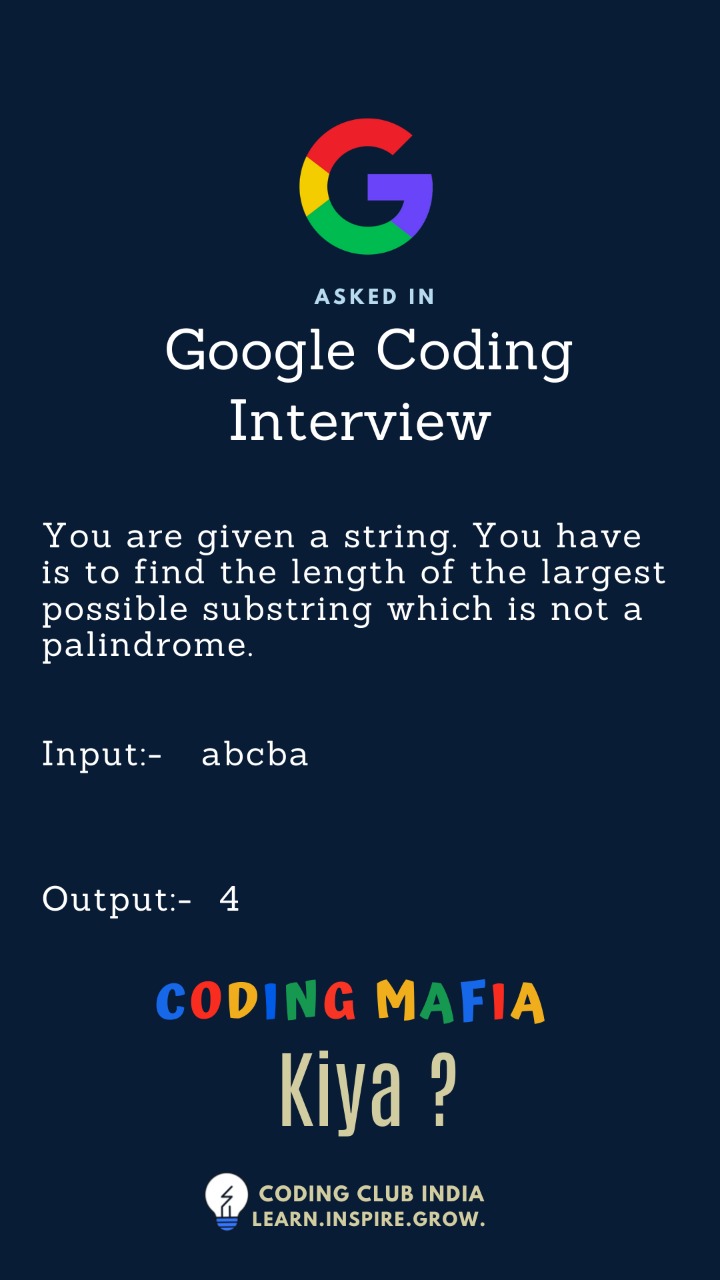 ASKED IN
Google Coding
Interview
You are given a string. You have
is to find the length of the largest
possible substring which is not a
palindrome.
Input:- abcba
Output:- 4
CODING MAFIA
Kiya ?
CODING CLUB INDIA
LEARN.INSPIRE.GROW.